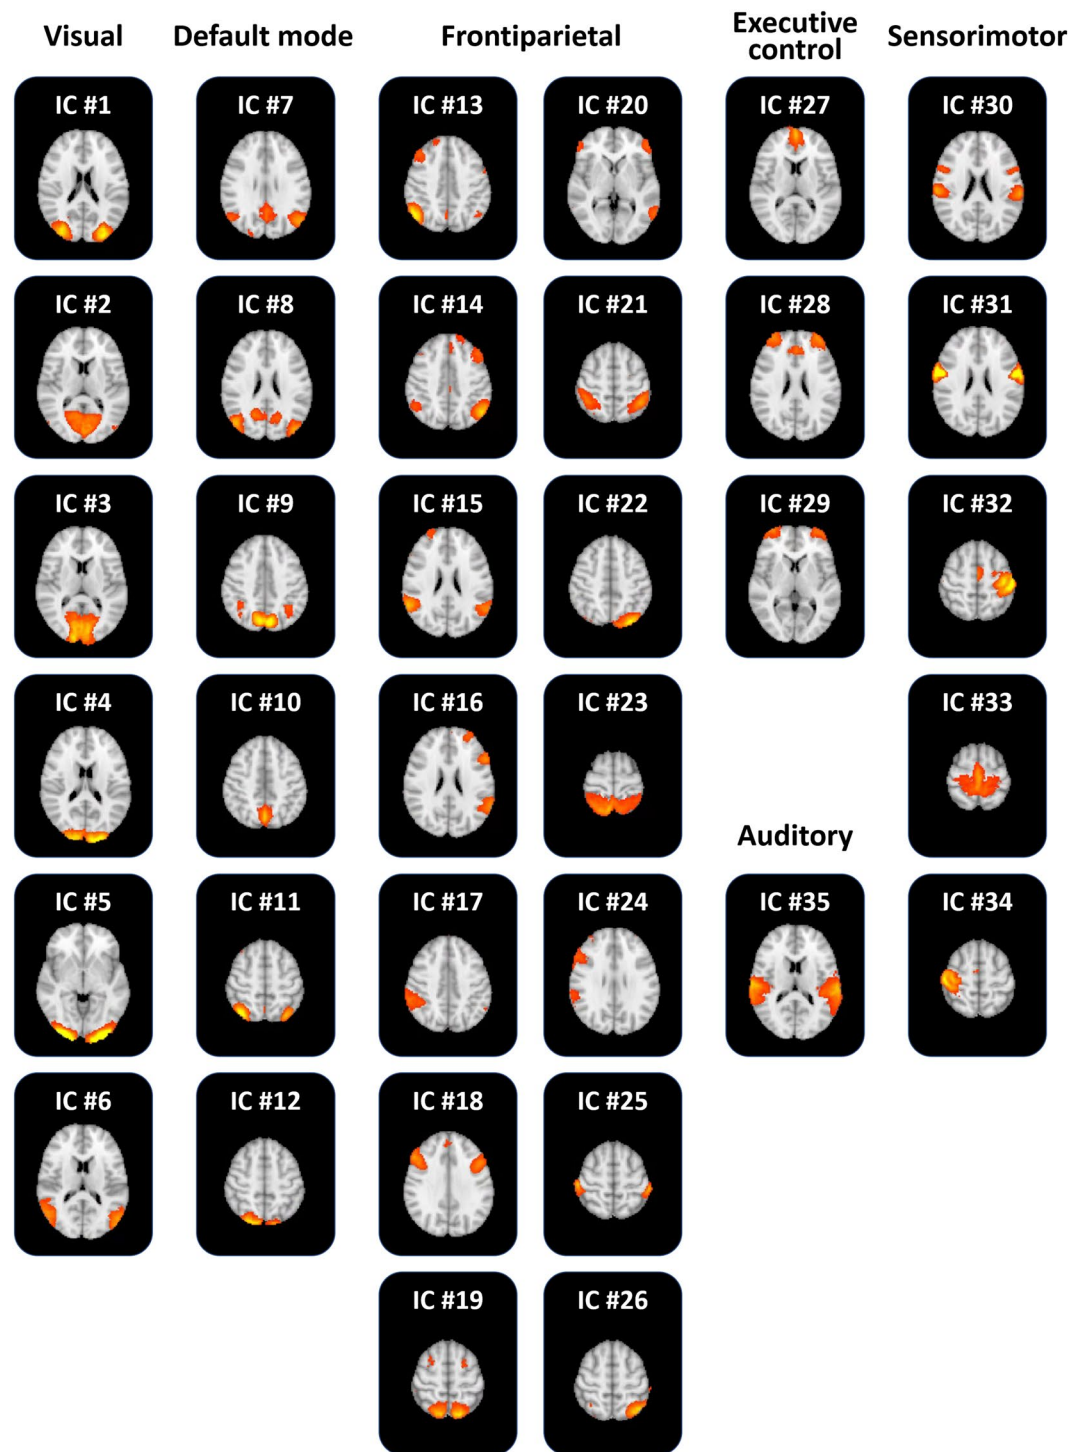 Visual
Default mode
Frontiparietal
Executive
control
Sensorimotor
IC #1
IC #7
IC #13
IC #20
IC #27
IC #30
IC #2
IC #8
IC #14
IC #21
IC #28
IC #31
IC #3
IC #9
IC #15
IC #22
IC #29
IC #32
IC #4
IC #10
IC #16
IC #23
IC #33
Auditory
IC #5
IC #11
IC #17
IC #24
IC #35
IC #34
IC #6
IC #12
IC #18
IC #25
IC #19
IC #26